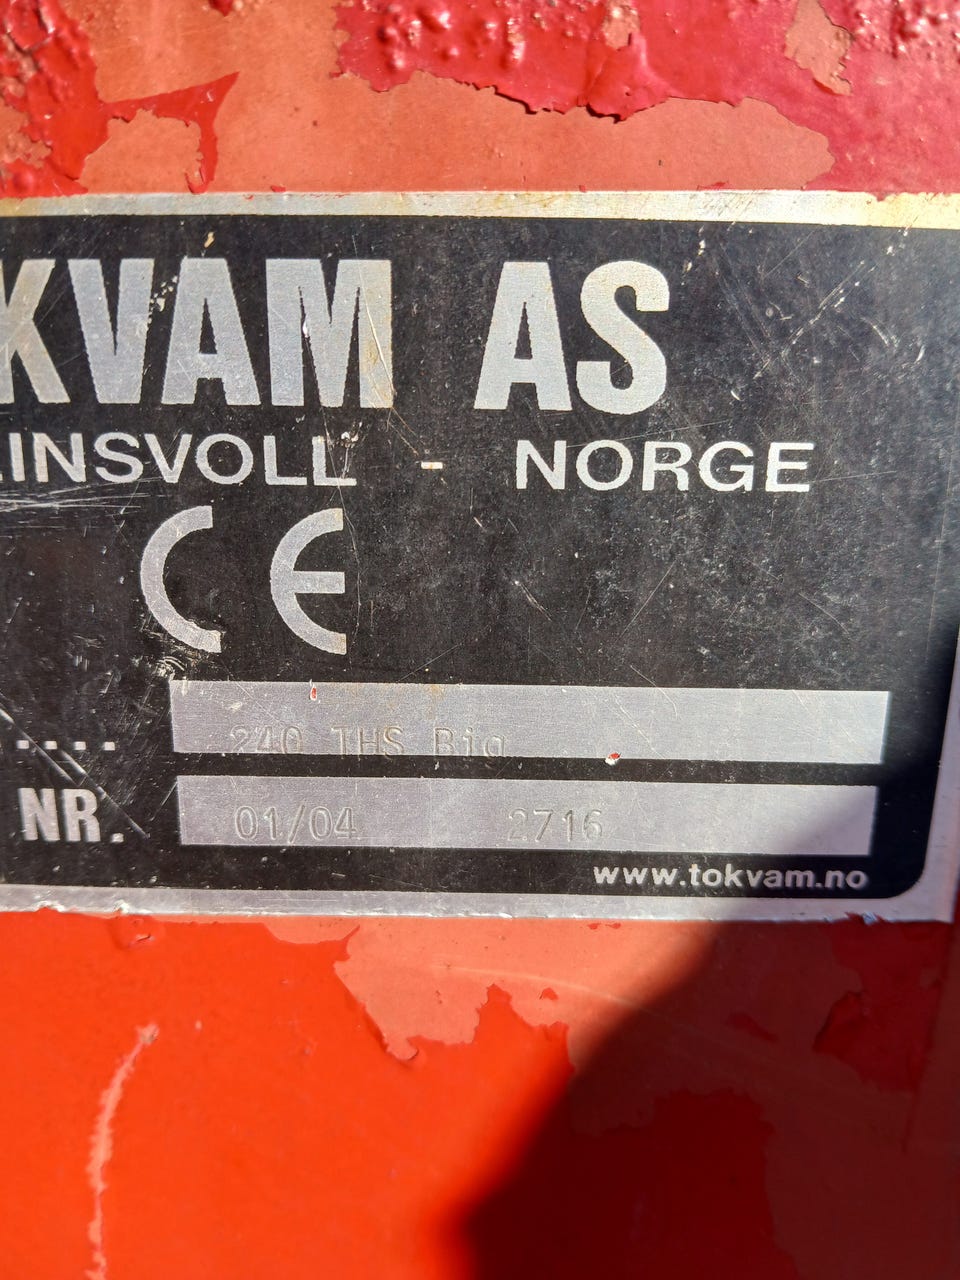 KVAM AS
LINSVOLL - NORGE
CE
..... 240 THS Big
NR. 01/04 2716
www.tokvam.no